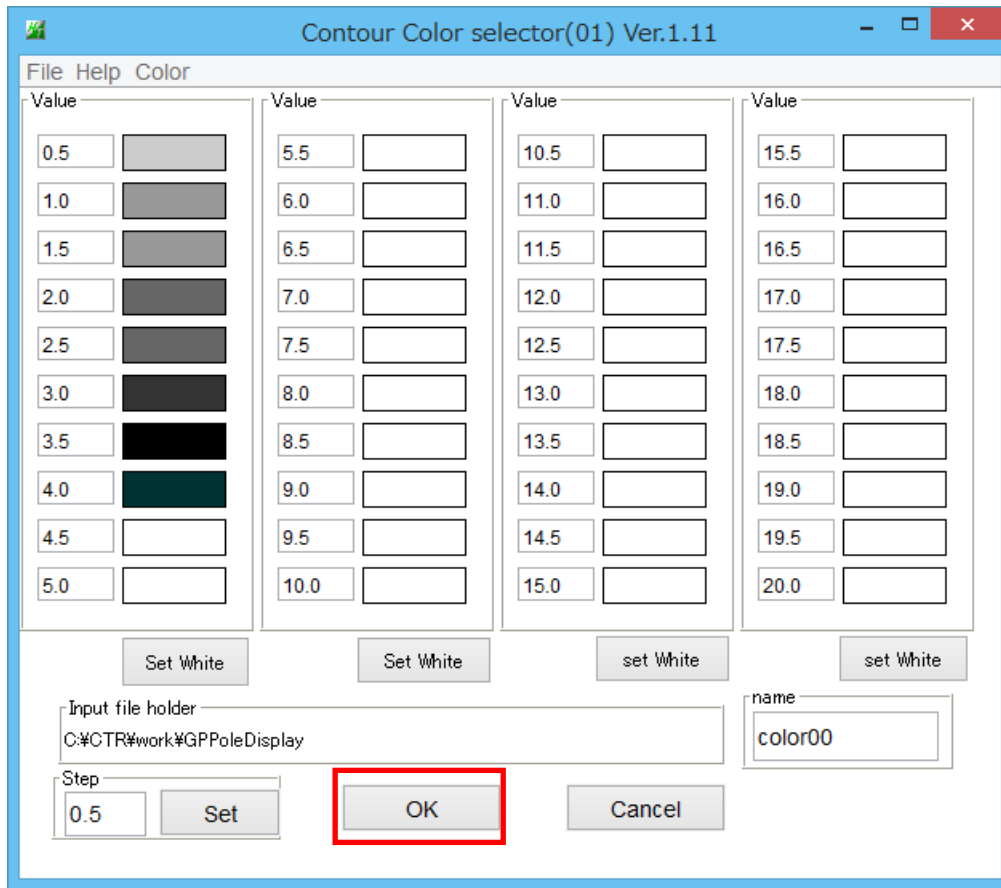 Contour Color selector(01) Ver.1.11
File Help Color
Value Value Value Value
0.5 5.5 10.5 15.5
1.0 6.0 11.0 16.0
1.5 6.5 11.5 16.5
2.0 7.0 12.0 17.0
2.5 7.5 12.5 17.5
3.0 8.0 13.0 18.0
3.5 8.5 13.5 18.5
4.0 9.0 14.0 19.0
4.5 9.5 14.5 19.5
5.0 10.0 15.0 20.0
Set White Set White set White set White
Input file holder name
C:¥CTR¥work¥GPPoleDisplay color00
Step
0.5 Set OK Cancel